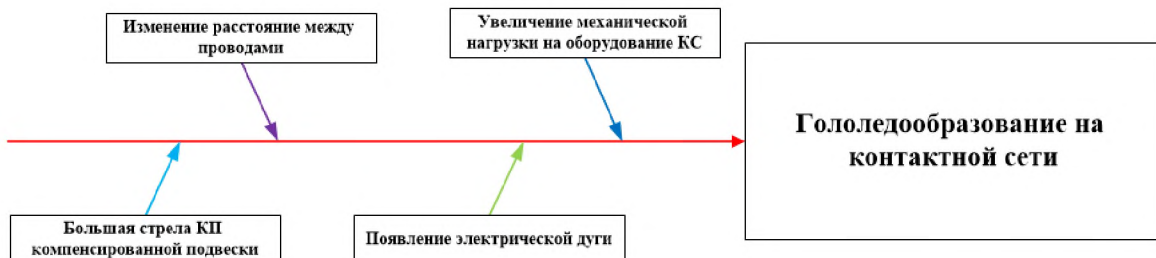 Изменение расстояние между
проводами
Увеличение механической
нагрузки на оборудование КС
Гололедообразование на
контактной сети
Большая стрела КП
компенсированной подвески
Появление электрической дуги